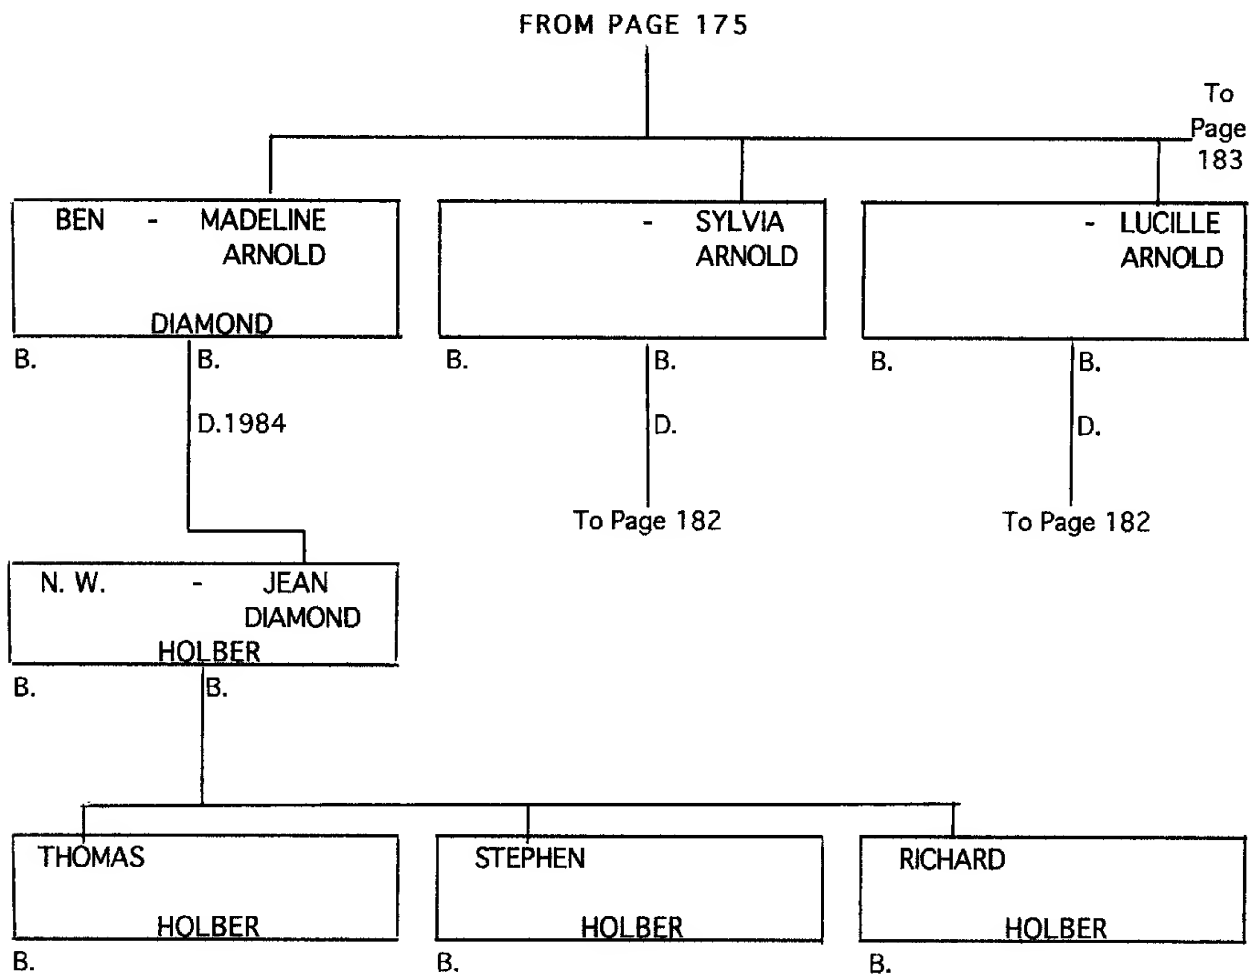 FROM PAGE 175
To
Page
183
BEN - MADELINE
ARNOLD
DIAMOND
- SYLVIA
ARNOLD
- LUCILLE
ARNOLD
B. B.
B. B.
B. B.
D.1984
D.
D.
To Page 182
To Page 182
N. W. - JEAN
DIAMOND
HOLBER
B. B.
THOMAS
HOLBER
STEPHEN
HOLBER
RICHARD
HOLBER
B.
B.
B.